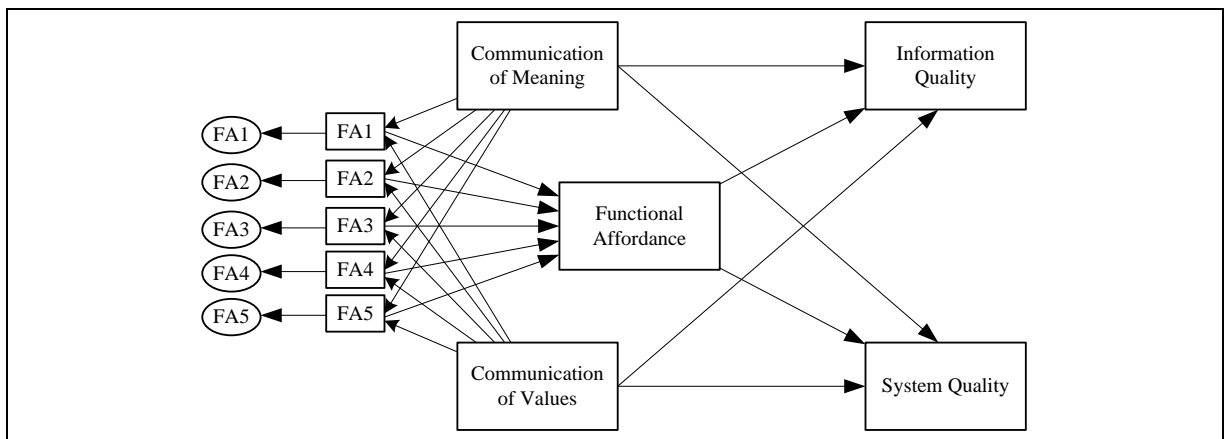 Communication
of Meaning
Information
Quality
FA1
FA1
FA2
FA2
FA3
FA3
FA4
FA4
FA5
FA5
Functional
Affordance
Communication
of Values
System Quality